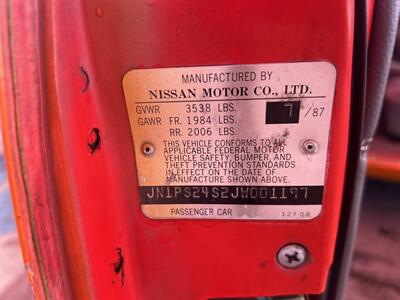 MANUFACTURED BY
NISSAN MOTOR CO., LTD.
GVWR 3538 LBS. 7/87
GAWR FR. 1984 LBS.
RR. 2006 LBS.
THIS VEHICLE CONFORMS TO ALL
APPLICABLE FEDERAL MOTOR
VEHICLE SAFETY, BUMPER, AND
THEFT PREVENTION STANDARDS
IN EFFECT ON THE DATE OF
MANUFACTURE SHOWN ABOVE.
JN1PS24S2JW001197
PASSENGER CAR 32F08